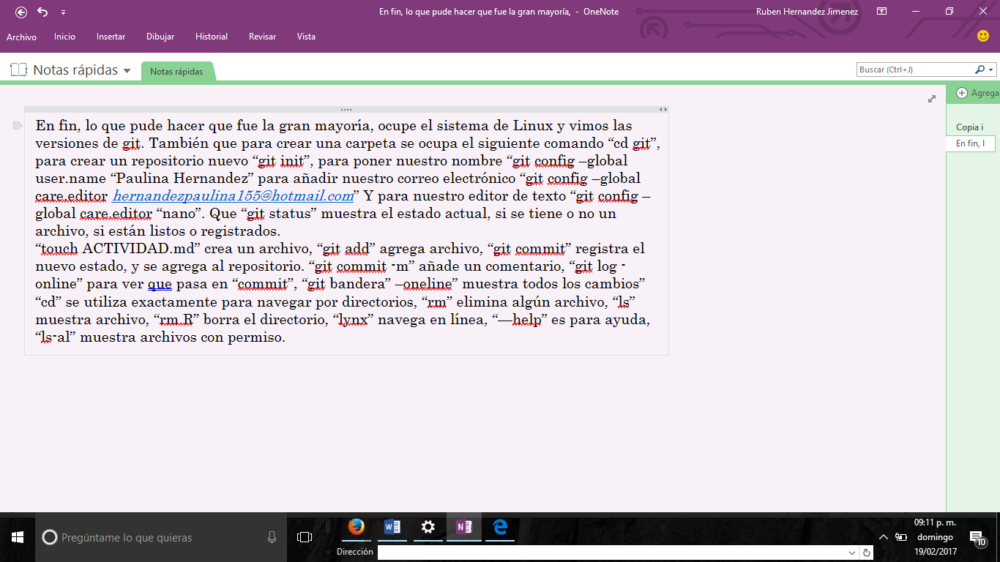 En fin, lo que pude hacer que fue la gran mayoría, - OneNote
Ruben Hernandez Jimenez
Archivo Inicio Insertar Dibujar Historial Revisar Vista
Notas rápidas
Notas rápidas
Buscar (Ctrl+J)
Agrega
Copia i
En fin, l
En fin, lo que pude hacer que fue la gran mayoría, ocupe el sistema de Linux y vimos las
versiones de git. También que para crear una carpeta se ocupa el siguiente comando “cd git”,
para crear un repositorio nuevo “git init”, para poner nuestro nombre “git config –global
user.name “Paulina Hernandez” para añadir nuestro correo electrónico “git config –global
care.editor hernandezpaulina155@hotmail.com” Y para nuestro editor de texto “git config –
global care.editor “nano”. Que “git status” muestra el estado actual, si se tiene o no un
archivo, si están listos o registrados.
“touch ACTIVIDAD.md” crea un archivo, “git add” agrega archivo, “git commit” registra el
nuevo estado, y se agrega al repositorio. “git commit -m” añade un comentario, “git log -
online” para ver que pasa en “commit”, “git bandera” –oneline” muestra todos los cambios”
“cd” se utiliza exactamente para navegar por directorios, “rm” elimina algún archivo, “ls”
muestra archivo, “rm.R” borra el directorio, “lynx” navega en línea, “—help” es para ayuda,
“ls-al” muestra archivos con permiso.
Pregúntame lo que quieras
Dirección
09:11 p. m.
domingo
19/02/2017
10